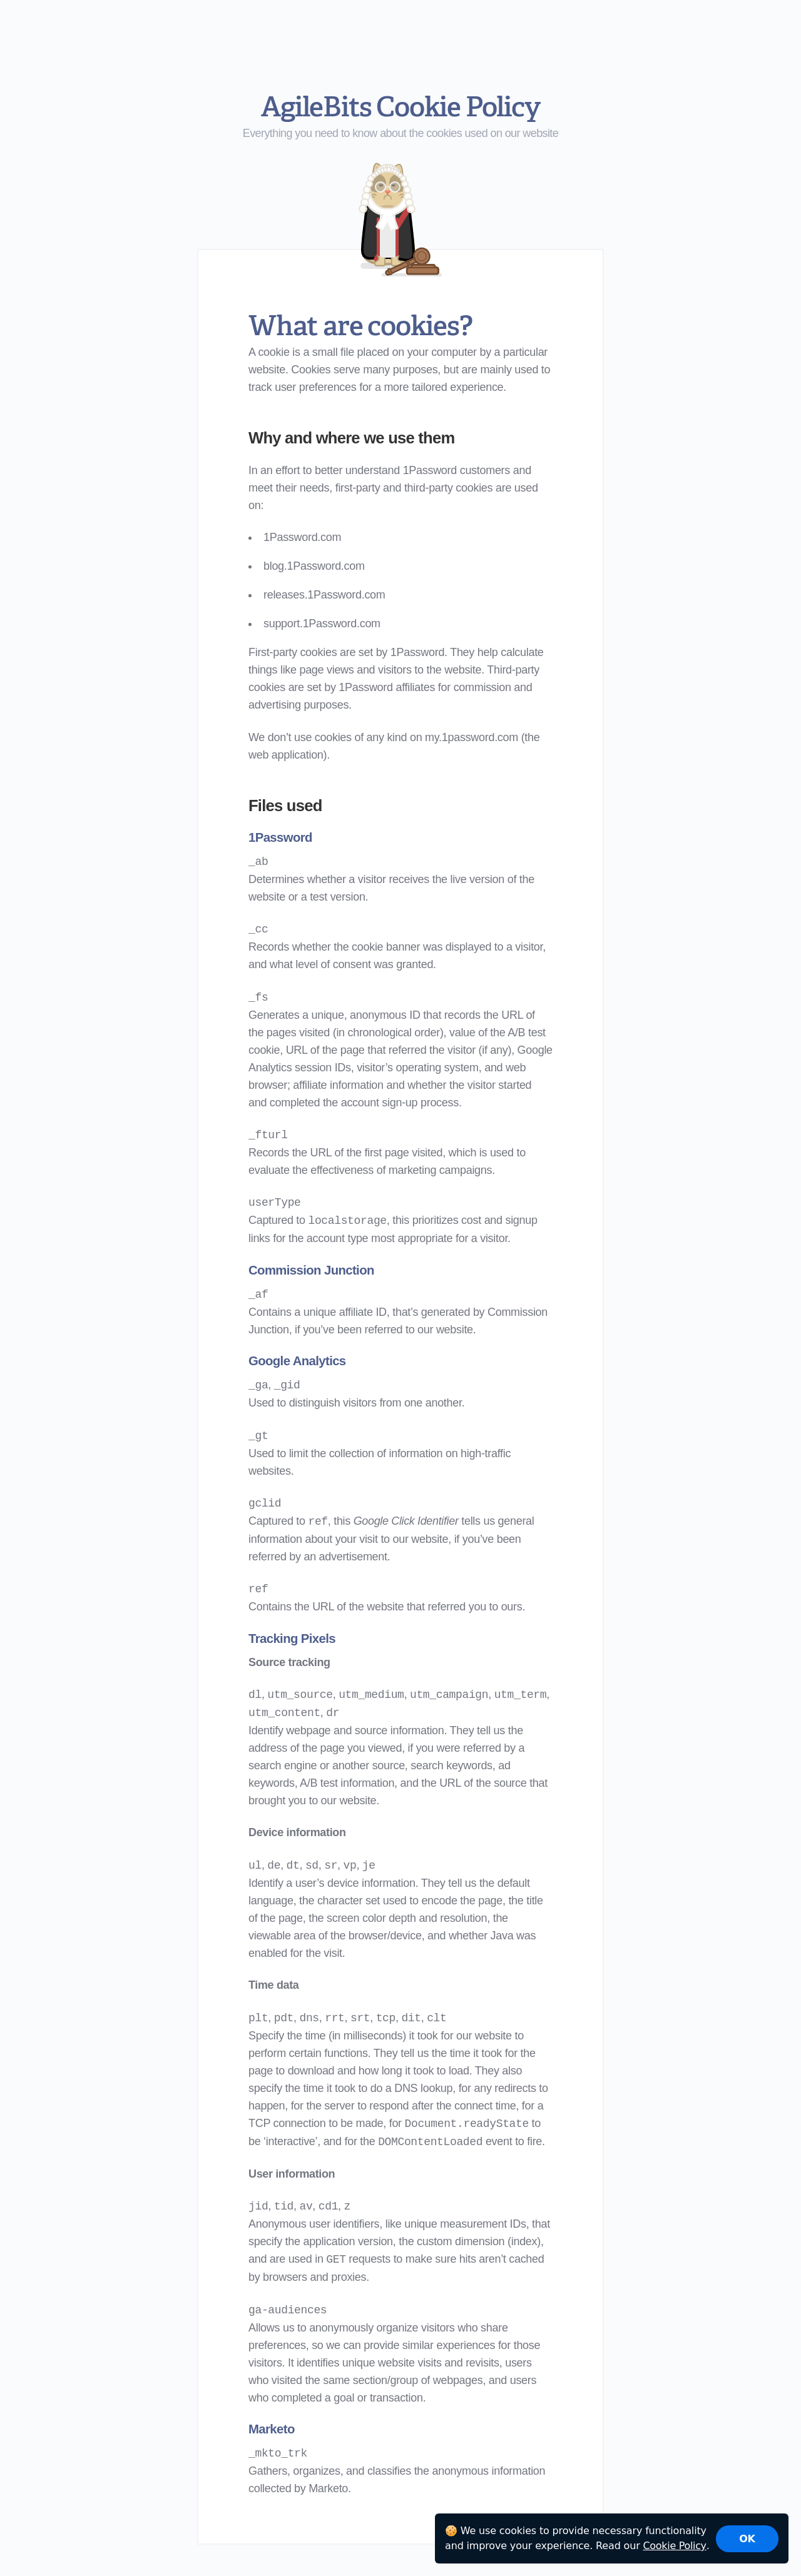 AgileBits Cookie Policy
Everything you need to know about the cookies used on our website
What are cookies?
A cookie is a small file placed on your computer by a particular
website. Cookies serve many purposes, but are mainly used to
track user preferences for a more tailored experience.
Why and where we use them
In an effort to better understand 1Password customers and
meet their needs, first-party and third-party cookies are used
on:
• 1Password.com
• blog.1Password.com
• releases.1Password.com
• support.1Password.com
First-party cookies are set by 1Password. They help calculate
things like page views and visitors to the website. Third-party
cookies are set by 1Password affiliates for commission and
advertising purposes.
We don’t use cookies of any kind on my.1password.com (the
web application).
Files used
1Password
_ab
Determines whether a visitor receives the live version of the
website or a test version.
_cc
Records whether the cookie banner was displayed to a visitor,
and what level of consent was granted.
_fs
Generates a unique, anonymous ID that records the URL of
the pages visited (in chronological order), value of the A/B test
cookie, URL of the page that referred the visitor (if any), Google
Analytics session IDs, visitor’s operating system, and web
browser; affiliate information and whether the visitor started
and completed the account sign-up process.
_fturl
Records the URL of the first page visited, which is used to
evaluate the effectiveness of marketing campaigns.
userType
Captured to localstorage, this prioritizes cost and signup
links for the account type most appropriate for a visitor.
Commission Junction
_af
Contains a unique affiliate ID, that’s generated by Commission
Junction, if you’ve been referred to our website.
Google Analytics
_ga, _gid
Used to distinguish visitors from one another.
_gt
Used to limit the collection of information on high-traffic
websites.
gclid
Captured to ref, this Google Click Identifier tells us general
information about your visit to our website, if you’ve been
referred by an advertisement.
ref
Contains the URL of the website that referred you to ours.
Tracking Pixels
Source tracking
dl, utm_source, utm_medium, utm_campaign, utm_term,
utm_content, dr
Identify webpage and source information. They tell us the
address of the page you viewed, if you were referred by a
search engine or another source, search keywords, ad
keywords, A/B test information, and the URL of the source that
brought you to our website.
Device information
ul, de, dt, sd, sr, vp, je
Identify a user’s device information. They tell us the default
language, the character set used to encode the page, the title
of the page, the screen color depth and resolution, the
viewable area of the browser/device, and whether Java was
enabled for the visit.
Time data
plt, pdt, dns, rrt, srt, tcp, dit, clt
Specify the time (in milliseconds) it took for our website to
perform certain functions. They tell us the time it took for the
page to download and how long it took to load. They also
specify the time it took to do a DNS lookup, for any redirects to
happen, for the server to respond after the connect time, for a
TCP connection to be made, for Document.readyState to
be ‘interactive’, and for the DOMContentLoaded event to fire.
User information
jid, tid, av, cd1, z
Anonymous user identifiers, like unique measurement IDs, that
specify the application version, the custom dimension (index),
and are used in GET requests to make sure hits aren’t cached
by browsers and proxies.
ga-audiences
Allows us to anonymously organize visitors who share
preferences, so we can provide similar experiences for those
visitors. It identifies unique website visits and revisits, users
who visited the same section/group of webpages, and users
who completed a goal or transaction.
Marketo
_mkto_trk
Gathers, organizes, and classifies the anonymous information
collected by Marketo.
🍪 We use cookies to provide necessary functionality
and improve your experience. Read our Cookie Policy.
OK